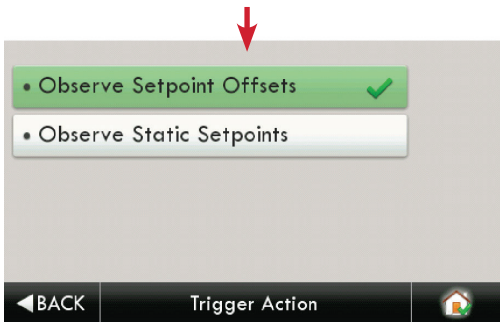 • Observe Setpoint Offsets
• Observe Static Setpoints
BACK Trigger Action